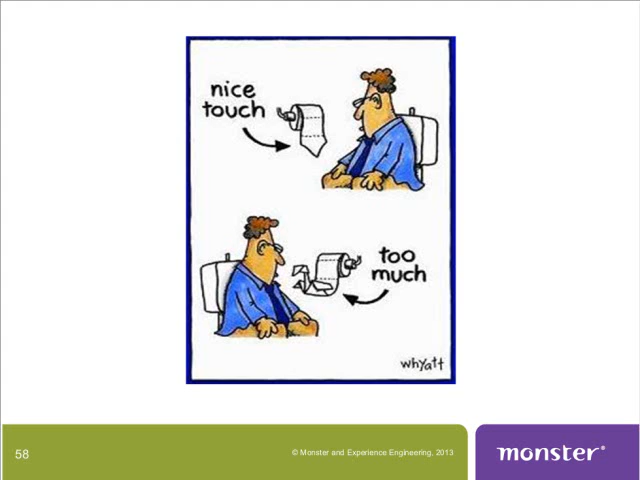 nice
touch
too
much
whyatt
58
© Monster and Experience Engineering, 2013
monster®